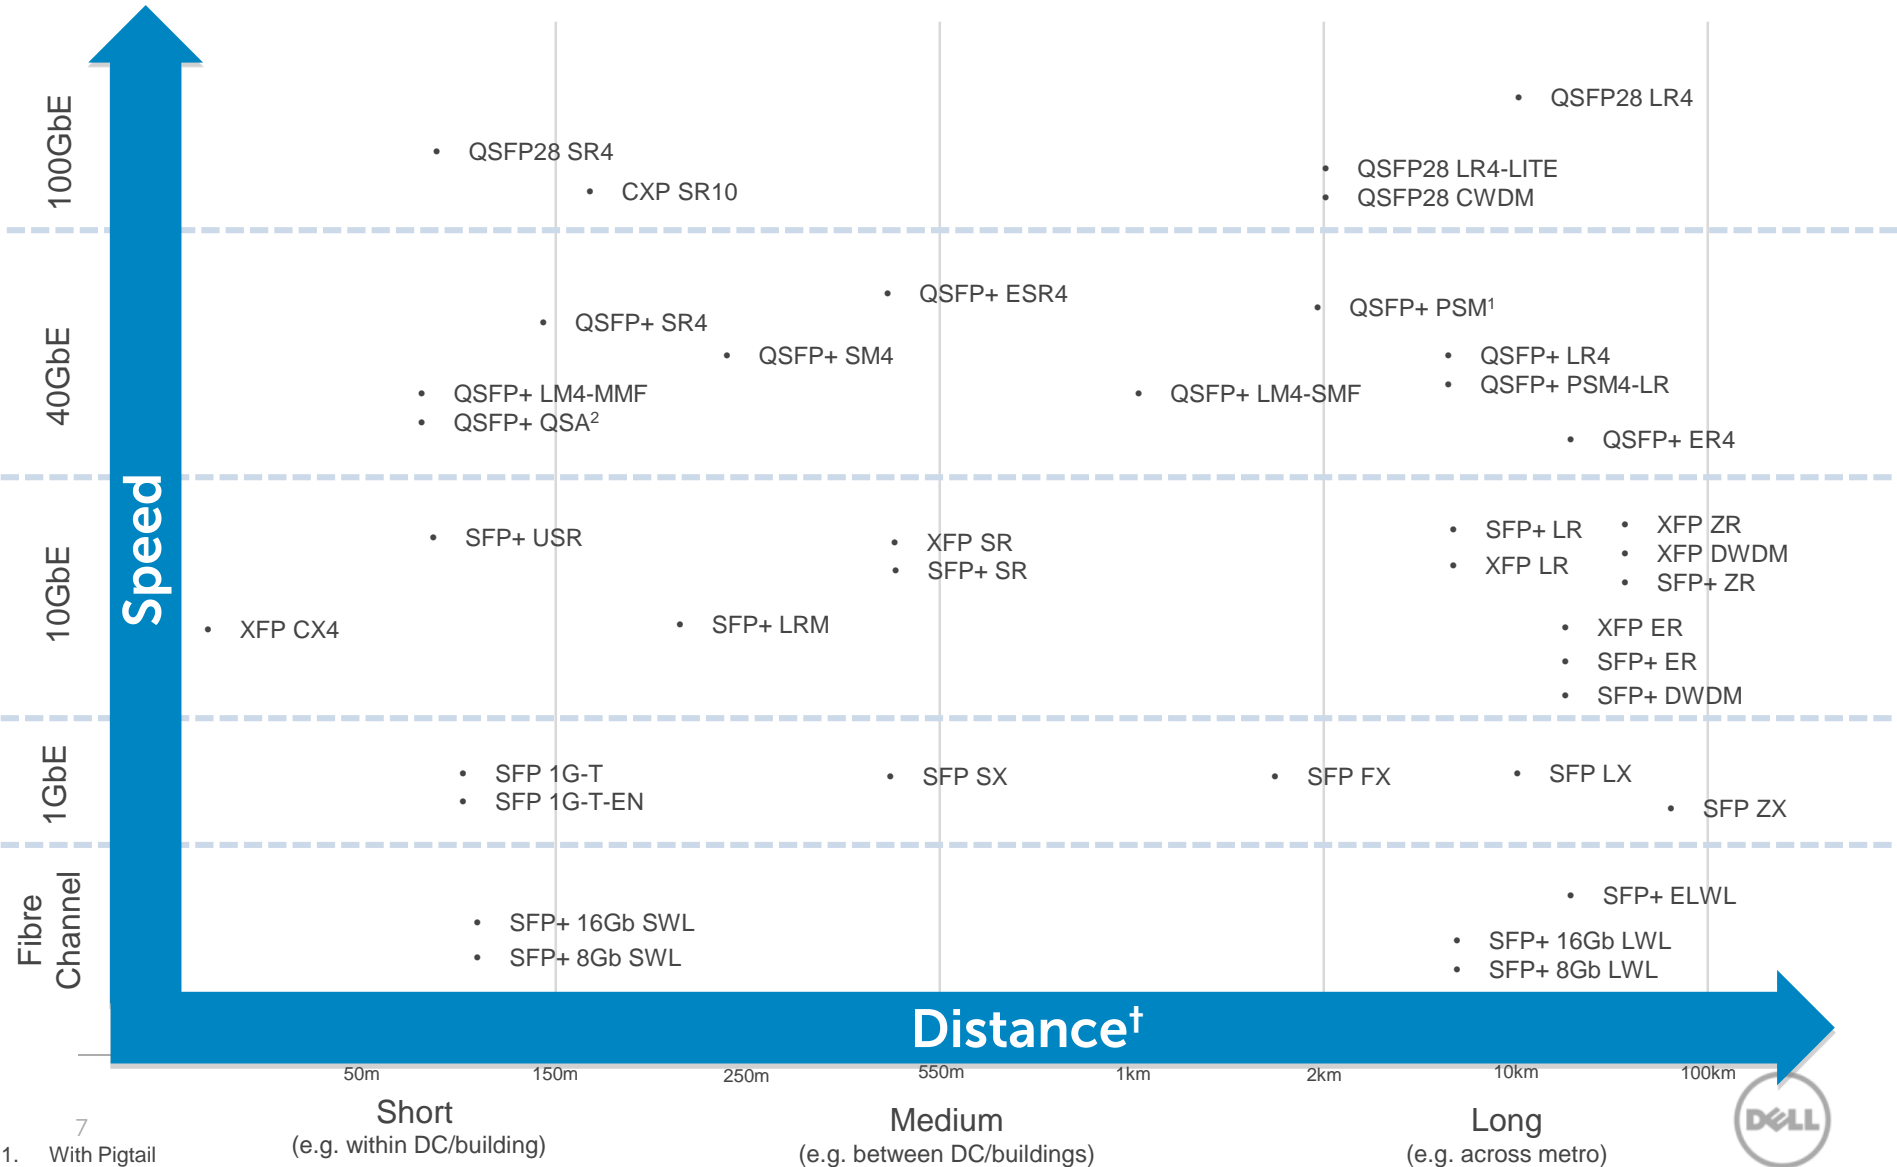 100GbE
QSFP28 LR4
QSFP28 SR4
CXP SR10
QSFP28 LR4-LITE
QSFP28 CWDM
40GbE
QSFP+ ESR4
QSFP+ SR4
QSFP+ PSM¹
QSFP+ SM4
QSFP+ LR4
QSFP+ PSM4-LR
QSFP+ LM4-MMF
QSFP+ QSA²
QSFP+ LM4-SMF
QSFP+ ER4
Speed
10GbE
SFP+ USR
XFP SR
SFP+ SR
SFP+ LR
XFP LR
XFP ZR
XFP DWDM
SFP+ ZR
XFP CX4
SFP+ LRM
XFP ER
SFP+ ER
SFP+ DWDM
1GbE
SFP 1G-T
SFP 1G-T-EN
SFP SX
SFP FX
SFP LX
SFP ZX
Fibre
Channel
SFP+ 16Gb SWL
SFP+ 8Gb SWL
SFP+ ELWL
SFP+ 16Gb LWL
SFP+ 8Gb LWL
Distance†
50m 150m 250m 550m 1km 2km 10km 100km
Short
(e.g. within DC/building)
Medium
(e.g. between DC/buildings)
Long
(e.g. across metro)
DELL
7
1. With Pigtail